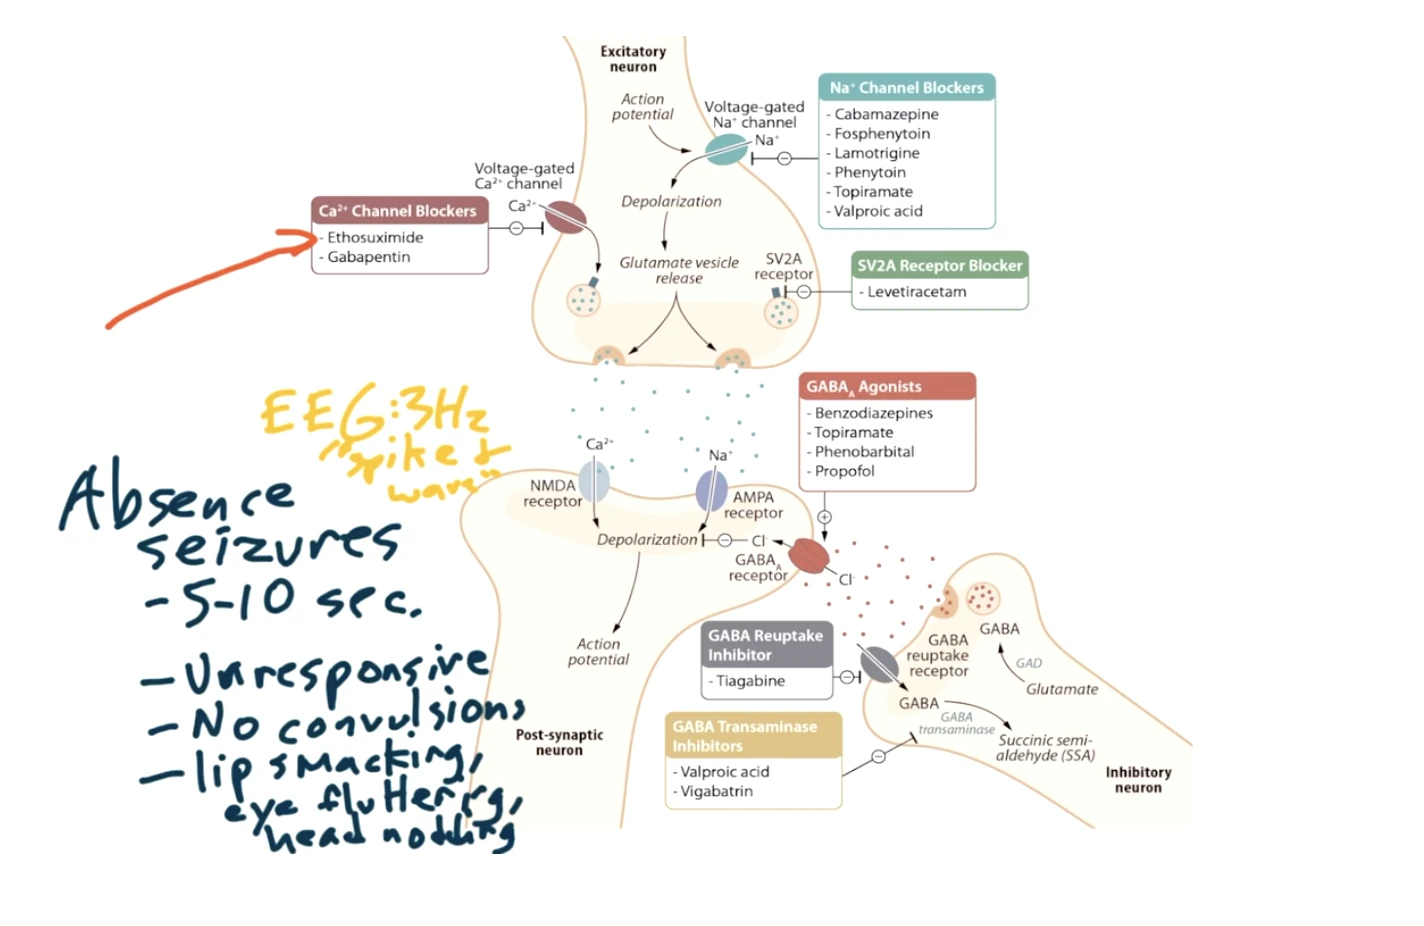 Excitatory
neuron
Action
potential
Voltage-gated
Na⁺ channel
Na⁺
Na⁺ Channel Blockers
- Cabamazepine
- Fosphenytoin
- Lamotrigine
- Phenytoin
- Topiramate
- Valproic acid
Voltage-gated
Ca²⁺ channel
Ca²⁺
Ca²⁺ Channel Blockers
- Ethosuximide
- Gabapentin
Depolarization
Glutamate vesicle
release
SV2A
receptor
SV2A Receptor Blocker
- Levetiracetam
EEG: 3Hz
"spike &
wave"
Absence
seizures
- 5-10 sec.
- Unresponsive
- No convulsions
- lip smacking,
eye fluttering,
head nodding
GABA_A Agonists
- Benzodiazepines
- Topiramate
- Phenobarbital
- Propofol
Ca²⁺
Na⁺
NMDA
receptor
AMPA
receptor
Depolarization
Cl⁻
GABA_A
receptor
Cl⁻
Action
potential
Post-synaptic
neuron
GABA Reuptake
Inhibitor
- Tiagabine
GABA
reuptake
receptor
GABA
GAD
Glutamate
GABA
GABA
transaminase
Succinic semi-
aldehyde (SSA)
GABA Transaminase
Inhibitors
- Valproic acid
- Vigabatrin
Inhibitory
neuron